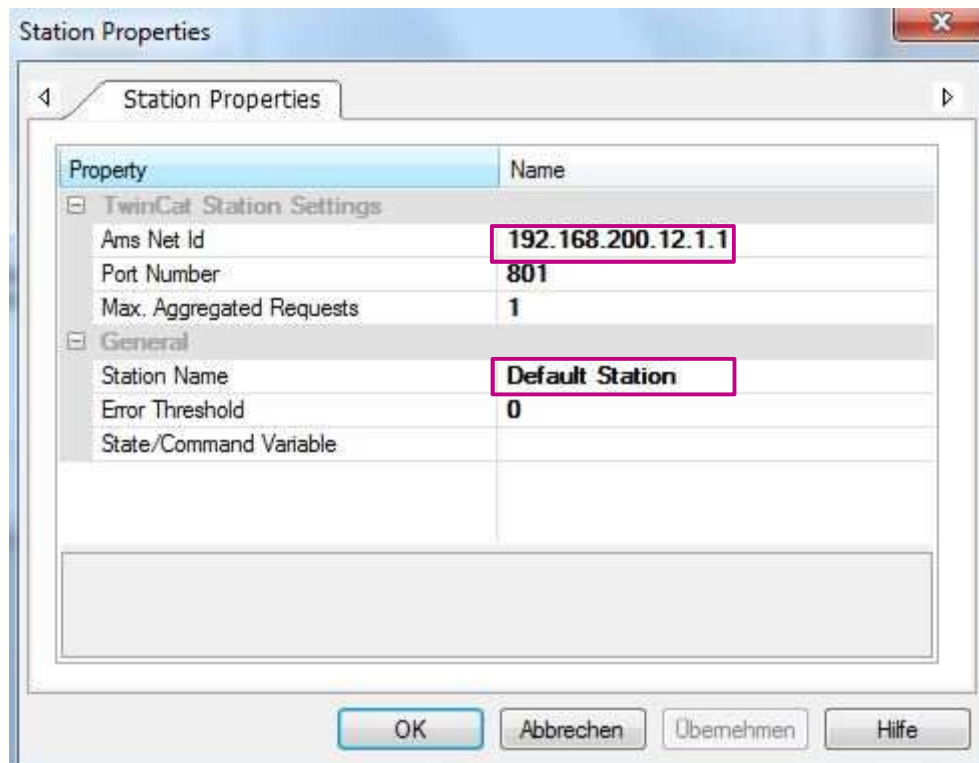 Station Properties
Station Properties
Property Name
TwinCat Station Settings
Ams Net Id 192.168.200.12.1.1
Port Number 801
Max. Aggregated Requests 1
General
Station Name Default Station
Error Threshold 0
State/Command Variable
OK Abbrechen Übernehmen Hilfe